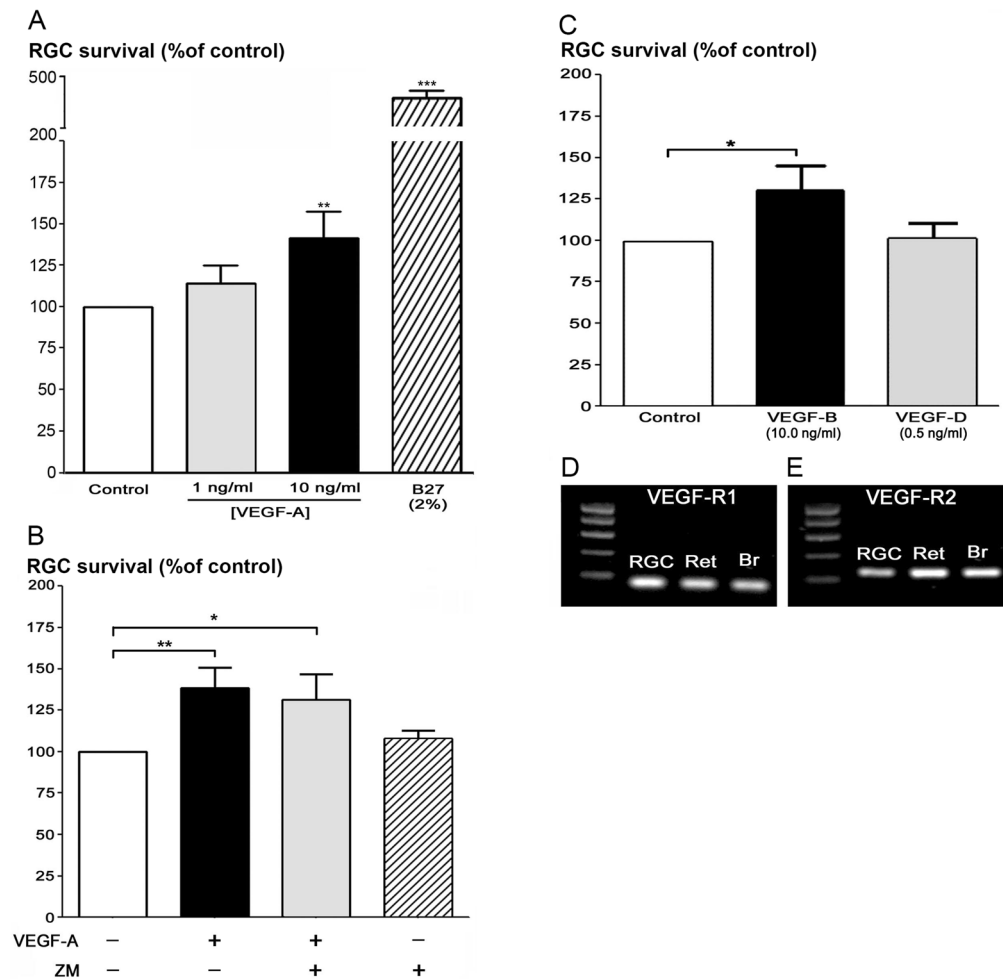 A
RGC survival (%of control)
500
200
200
175
150
125
100
75
50
25
0
**
***
Control
1 ng/ml
10 ng/ml
B27
(2%)
[VEGF-A]
B
RGC survival (%of control)
200
175
150
125
100
75
50
25
0
*
**
VEGF-A – + + –
ZM – – + +
C
RGC survival (%of control)
200
175
150
125
100
75
50
25
0
*
Control
VEGF-B
(10.0 ng/ml)
VEGF-D
(0.5 ng/ml)
D
VEGF-R1
RGC Ret Br
E
VEGF-R2
RGC Ret Br